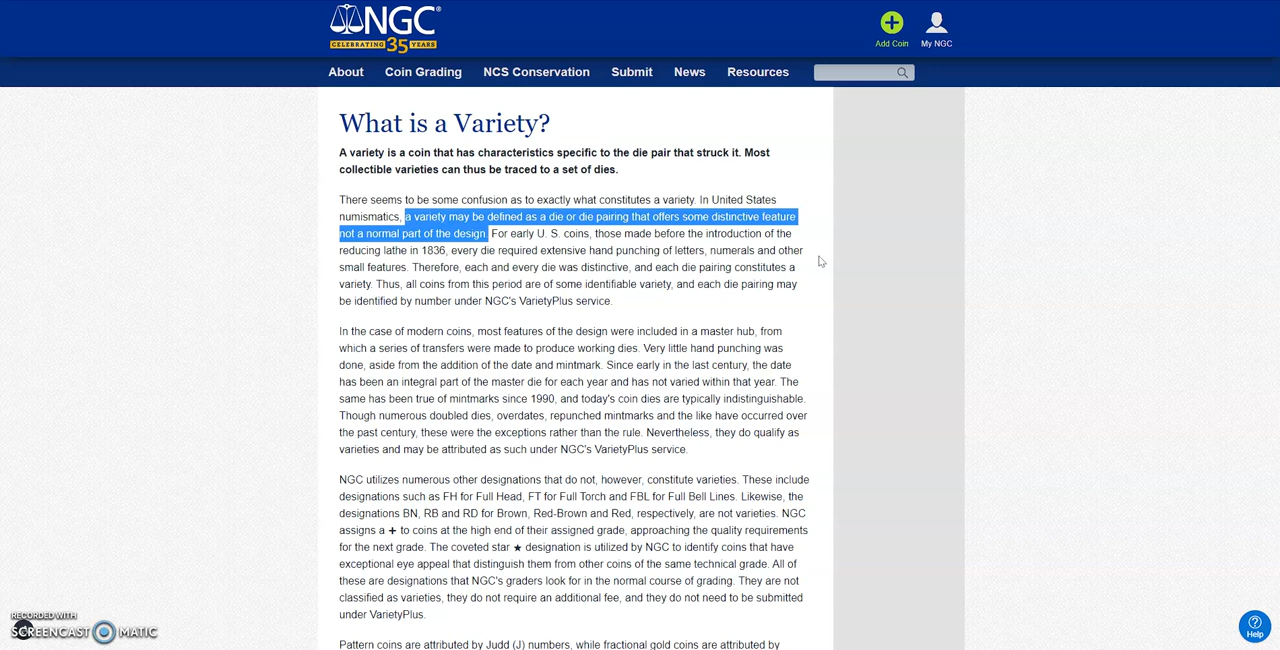 NGC®
CELEBRATING 35 YEARS
Add Coin
My NGC
About
Coin Grading
NCS Conservation
Submit
News
Resources
What is a Variety?
A variety is a coin that has characteristics specific to the die pair that struck it. Most
collectible varieties can thus be traced to a set of dies.
There seems to be some confusion as to exactly what constitutes a variety. In United States
numismatics, a variety may be defined as a die or die pairing that offers some distinctive feature
not a normal part of the design. For early U. S. coins, those made before the introduction of the
reducing lathe in 1836, every die required extensive hand punching of letters, numerals and other
small features. Therefore, each and every die was distinctive, and each die pairing constitutes a
variety. Thus, all coins from this period are of some identifiable variety, and each die pairing may
be identified by number under NGC's VarietyPlus service.
In the case of modern coins, most features of the design were included in a master hub, from
which a series of transfers were made to produce working dies. Very little hand punching was
done, aside from the addition of the date and mintmark. Since early in the last century, the date
has been an integral part of the master die for each year and has not varied within that year. The
same has been true of mintmarks since 1990, and today's coin dies are typically indistinguishable.
Though numerous doubled dies, overdates, repunched mintmarks and the like have occurred over
the past century, these were the exceptions rather than the rule. Nevertheless, they do qualify as
varieties and may be attributed as such under NGC's VarietyPlus service.
NGC utilizes numerous other designations that do not, however, constitute varieties. These include
designations such as FH for Full Head, FT for Full Torch and FBL for Full Bell Lines. Likewise, the
designations BN, RB and RD for Brown, Red-Brown and Red, respectively, are not varieties. NGC
assigns a + to coins at the high end of their assigned grade, approaching the quality requirements
for the next grade. The coveted star ★ designation is utilized by NGC to identify coins that have
exceptional eye appeal that distinguish them from other coins of the same technical grade. All of
these are designations that NGC's graders look for in the normal course of grading. They are not
classified as varieties, they do not require an additional fee, and they do not need to be submitted
under VarietyPlus.
Pattern coins are attributed by Judd (J) numbers, while fractional gold coins are attributed by
RECORDED WITH
SCREENCAST MATIC
Help